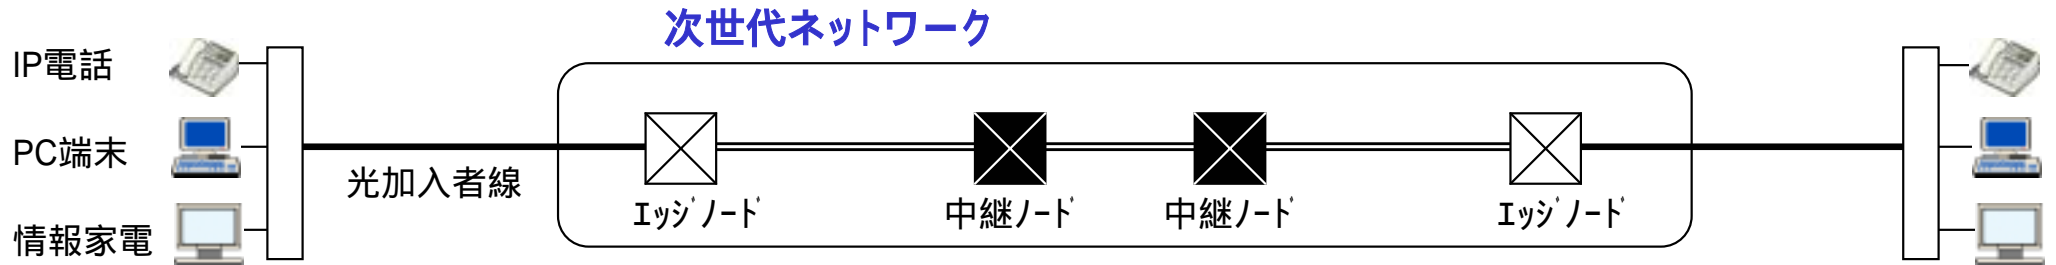 次世代ネットワーク
IP電話
PC端末
光加入者線
情報家電
エッジノード
中継ノード
中継ノード
エッジノード